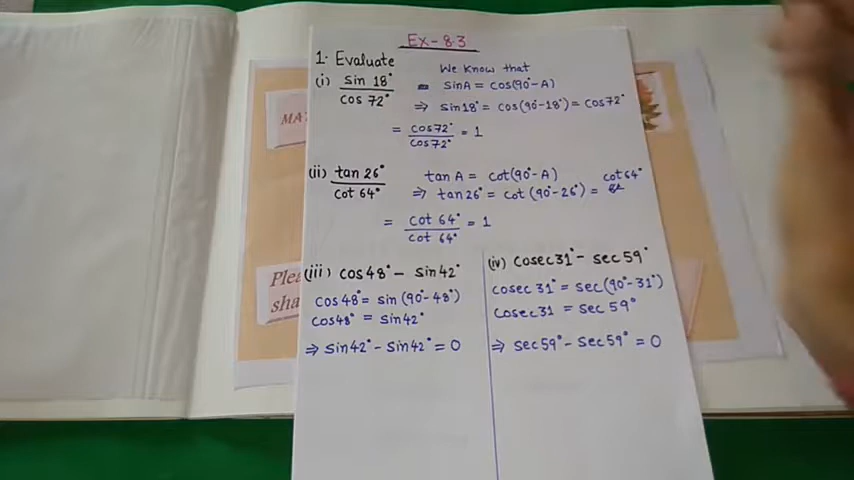 Ex-8.3
1. Evaluate
(i) sin 18° / cos 72°
We know that
= sinA = cos(90°-A)
⇒ sin18° = cos(90°-18°) = cos72°
= cos72° / cos72° = 1
(ii) tan 26° / cot 64°
tan A = cot(90°-A)
⇒ tan26° = cot(90°-26°) = cot64°
= cot 64° / cot 64° = 1
(iii) cos48° - sin42°
cos48° = sin(90°-48°)
cos48° = sin42°
⇒ sin42° - sin42° = 0
(iv) cosec31° - sec59°
cosec 31° = sec(90°-31°)
cosec31 = sec59°
⇒ sec59° - sec59° = 0
MA
Plea
sha